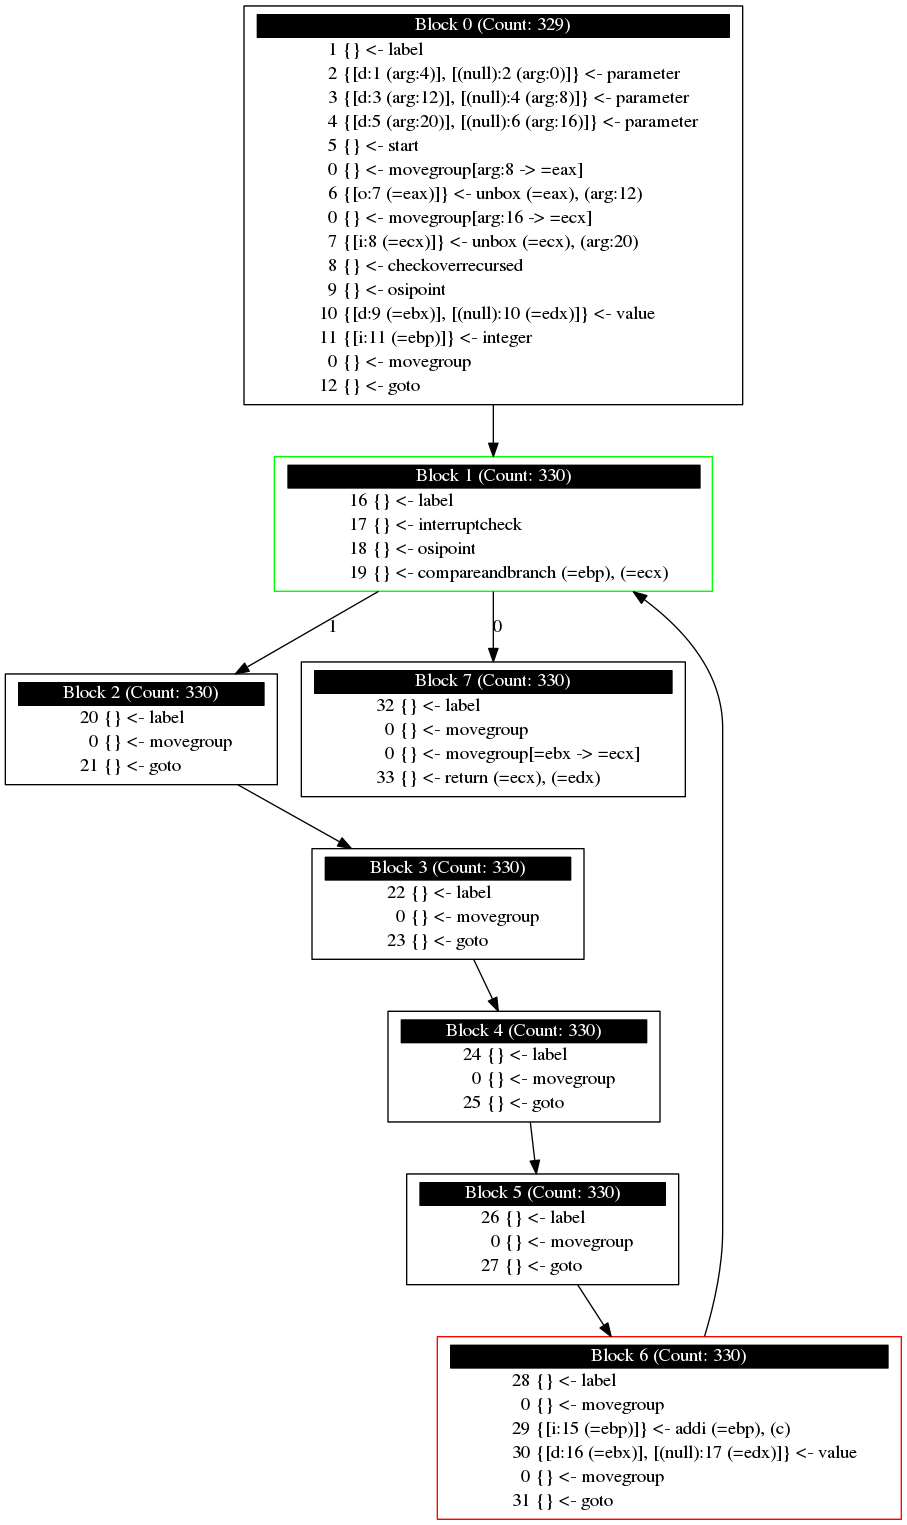 Block 0 (Count: 329)
1 {} <- label
2 {[d:1 (arg:4)], [(null):2 (arg:0)]} <- parameter
3 {[d:3 (arg:12)], [(null):4 (arg:8)]} <- parameter
4 {[d:5 (arg:20)], [(null):6 (arg:16)]} <- parameter
5 {} <- start
0 {} <- movegroup[arg:8 -> =eax]
6 {[o:7 (=eax)]} <- unbox (=eax), (arg:12)
0 {} <- movegroup[arg:16 -> =ecx]
7 {[i:8 (=ecx)]} <- unbox (=ecx), (arg:20)
8 {} <- checkoverrecursed
9 {} <- osipoint
10 {[d:9 (=ebx)], [(null):10 (=edx)]} <- value
11 {[i:11 (=ebp)]} <- integer
0 {} <- movegroup
12 {} <- goto
Block 1 (Count: 330)
16 {} <- label
17 {} <- interruptcheck
18 {} <- osipoint
19 {} <- compareandbranch (=ebp), (=ecx)
1
0
Block 2 (Count: 330)
20 {} <- label
0 {} <- movegroup
21 {} <- goto
Block 7 (Count: 330)
32 {} <- label
0 {} <- movegroup
0 {} <- movegroup[=ebx -> =ecx]
33 {} <- return (=ecx), (=edx)
Block 3 (Count: 330)
22 {} <- label
0 {} <- movegroup
23 {} <- goto
Block 4 (Count: 330)
24 {} <- label
0 {} <- movegroup
25 {} <- goto
Block 5 (Count: 330)
26 {} <- label
0 {} <- movegroup
27 {} <- goto
Block 6 (Count: 330)
28 {} <- label
0 {} <- movegroup
29 {[i:15 (=ebp)]} <- addi (=ebp), (c)
30 {[d:16 (=ebx)], [(null):17 (=edx)]} <- value
0 {} <- movegroup
31 {} <- goto